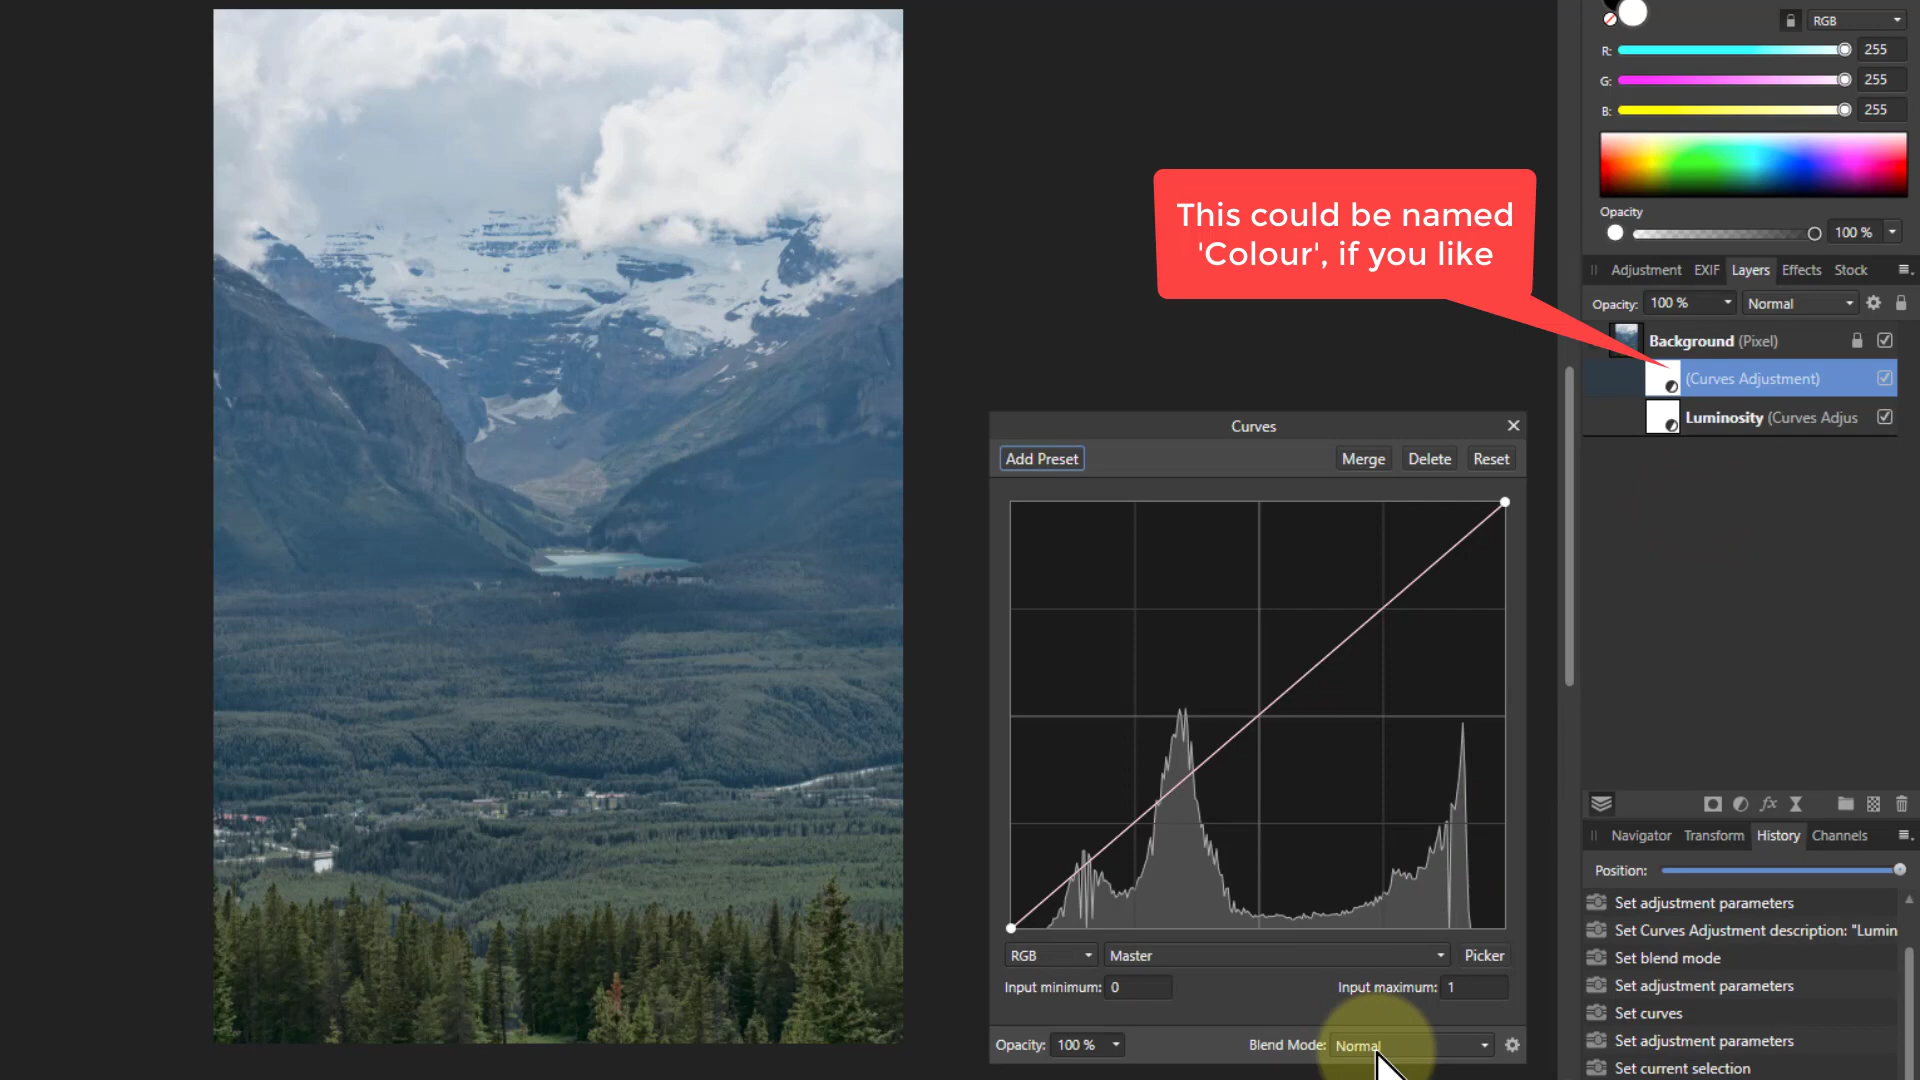 RGB
R: 255
G: 255
B: 255
This could be named
'Colour', if you like
Opacity
100 %
Adjustment EXIF Layers Effects Stock
Opacity: 100 % Normal
Background (Pixel)
(Curves Adjustment)
Luminosity (Curves Adjus
Curves
Add Preset Merge Delete Reset
RGB Master Picker
Input minimum: 0 Input maximum: 1
Opacity: 100 % Blend Mode: Normal
fx
Navigator Transform History Channels
Position:
Set adjustment parameters
Set Curves Adjustment description: "Lumin
Set blend mode
Set adjustment parameters
Set curves
Set adjustment parameters
Set current selection